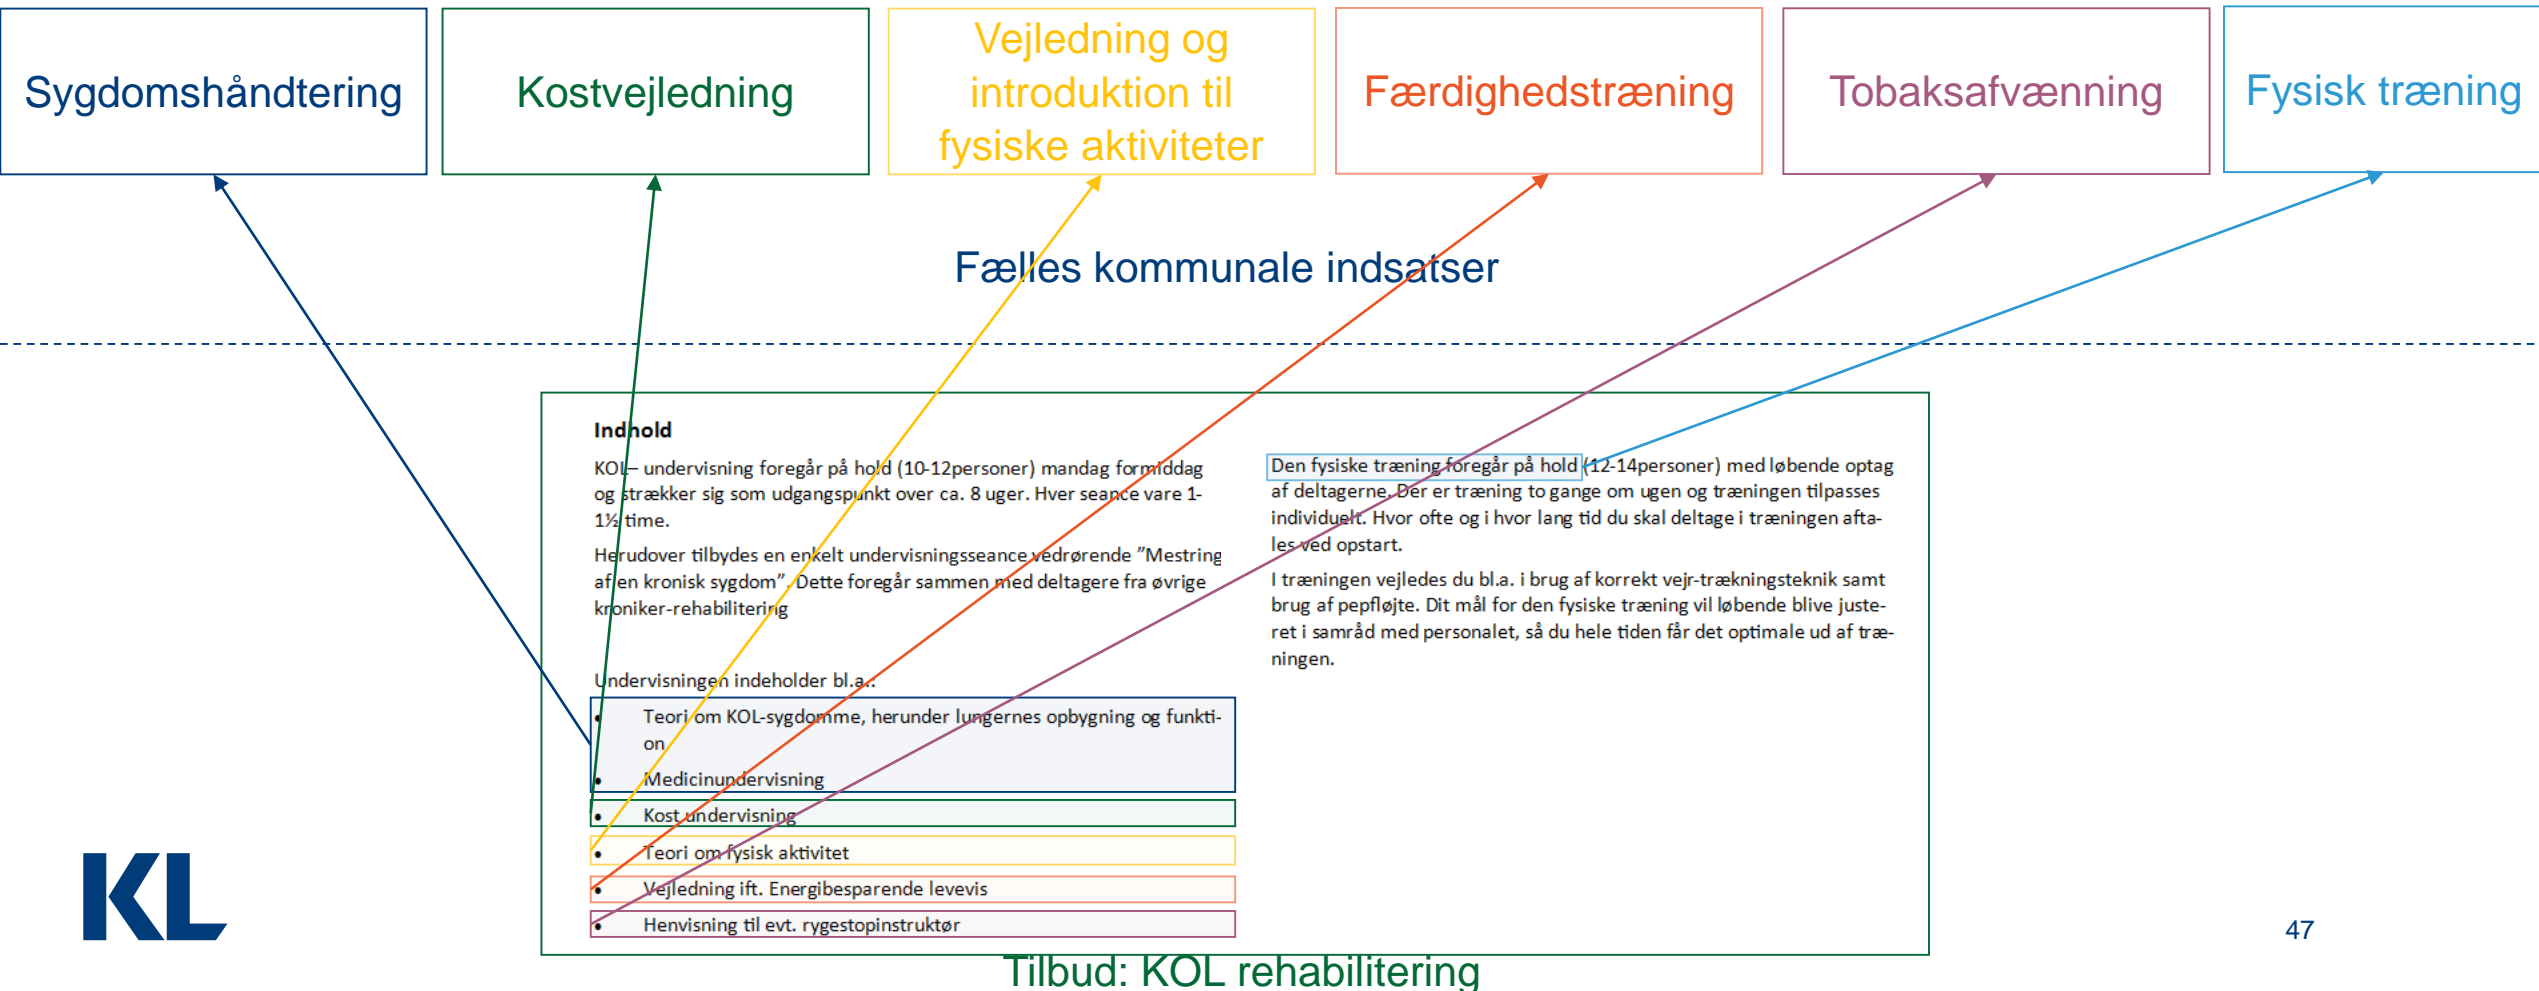 Sygdomshåndtering
Kostvejledning
Vejledning og
introduktion til
fysiske aktiviteter
Færdighedstræning
Tobaksafvænning
Fysisk træning
Fælles kommunale indsatser
Indhold
KOL– undervisning foregår på hold (10-12personer) mandag formiddag
og strækker sig som udgangspunkt over ca. 8 uger. Hver seance vare 1-
1½ time.
Herudover tilbydes en enkelt undervisningsseance vedrørende ”Mestring
af en kronisk sygdom”. Dette foregår sammen med deltagere fra øvrige
kroniker-rehabilitering
Undervisningen indeholder bl.a.:
• Teori om KOL-sygdomme, herunder lungernes opbygning og funkti-
on
• Medicinundervisning
• Kost undervisning
• Teori om fysisk aktivitet
• Vejledning ift. Energibesparende levevis
• Henvisning til evt. rygestopinstruktør
Den fysiske træning foregår på hold (12-14personer) med løbende optag
af deltagerne. Der er træning to gange om ugen og træningen tilpasses
individuelt. Hvor ofte og i hvor lang tid du skal deltage i træningen afta-
les ved opstart.
I træningen vejledes du bl.a. i brug af korrekt vejr-trækningsteknik samt
brug af pepfløjte. Dit mål for den fysiske træning vil løbende blive juste-
ret i samråd med personalet, så du hele tiden får det optimale ud af træ-
ningen.
Tilbud: KOL rehabilitering
KL
47